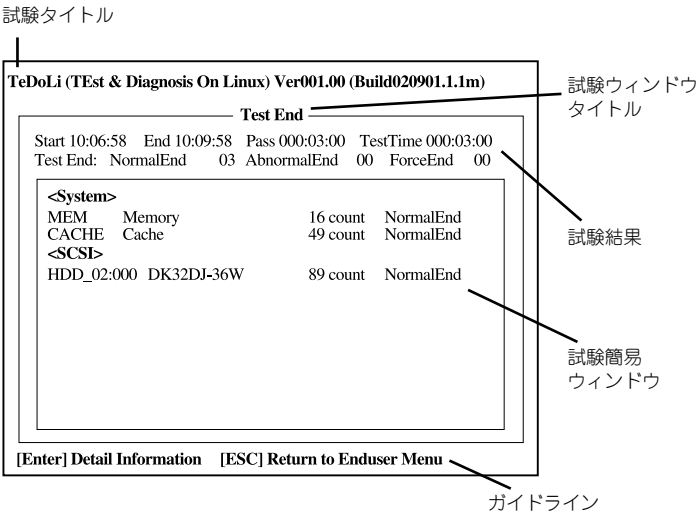 試験タイトル
TeDoLi (TEst & Diagnosis On Linux) Ver001.00 (Build020901.1.1m)
試験ウィンドウ
タイトル
Test End
Start 10:06:58 End 10:09:58 Pass 000:03:00 TestTime 000:03:00
Test End: NormalEnd 03 AbnormalEnd 00 ForceEnd 00
試験結果
<System>
MEM Memory 16 count NormalEnd
CACHE Cache 49 count NormalEnd
<SCSI>
HDD_02:000 DK32DJ-36W 89 count NormalEnd
試験簡易
ウィンドウ
[Enter] Detail Information [ESC] Return to Enduser Menu
ガイドライン